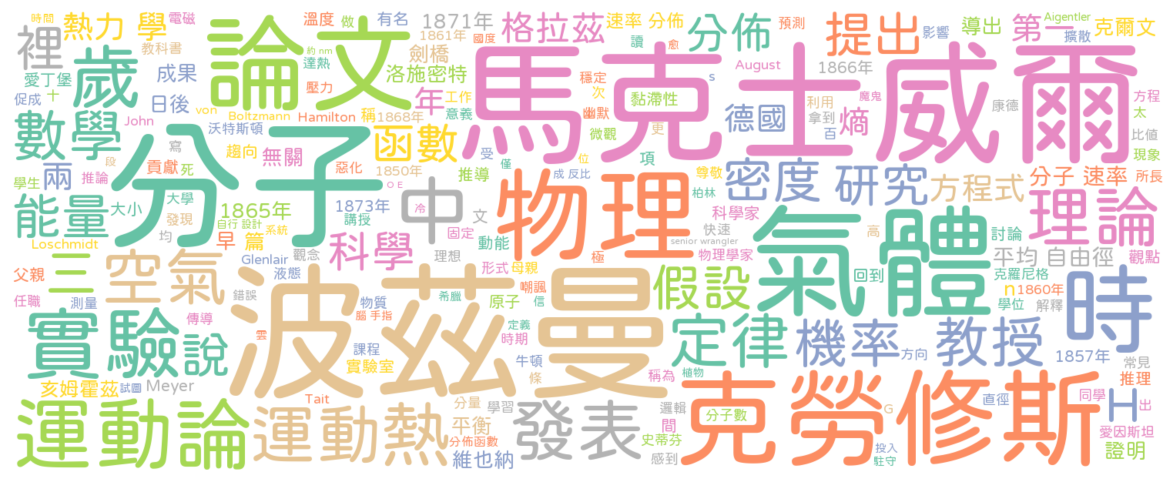 時間 熱力 學 電磁 溫度 做 有名 1871年 格拉茲 速率 分佈 分佈 預測 提出 影響 導出 第一 Aigentler 克爾文
裡 歲 教科書 論文 約 nm 1861年 國度 劍橋 讀 愈 馬克士威爾 August 1866年 擴散
愛丁堡 成果 達熱 洛施密特 穩定 s 魔鬼 康德 方程
促成 十 日後 壓力 年 工作 次 黏滯性 幽默 德國 利用 拿到 熵 太
John von Boltzmann Hamilton 稱 1868年 意義 微觀 更 百 比值
數學 沃特斯頓 趨向 無關 函數 受 僅 項 現象
段 寫 貢獻 死 惡化 1850年 推導 位 尊敬 密度 研究 方程式 分子 速率 所長
學生 兩 推論 分子 O E 成 反比 柏林
能量 大小 大學 發現 1865年 1873年 中 冷 文 物理 科學家 理論
均 自行 設計 早 篇 系統 講授 固定 快速 氣體 高 討論
Loschmidt Glenlair 科學 觀念 理想 動能 senior wrangler 物理學家 平均 自由徑 觀點
父親 三 空氣 液態 形式 母親 極 假設 回到 克羅尼格 時
任職 測量 錯誤 物質 希臘 嘲諷 原子 信 n 1860年
傳導 雲 腦 手指 波茲曼 定義 學位 解釋
實驗 說 課程 時期 定律 機率 教授 1857年
亥姆霍茲 試圖 Meyer 實驗室 牛頓 條 稱為 植物 方向 常見 推理
運動論 Tait 分量 學習 邏輯 克勞修斯 G 直徑 同學 H 出
運動熱 平衡 發表 間 分子數 愛因斯坦
分佈函數 維也納 史蒂芬 感到 投入 駐守 證明